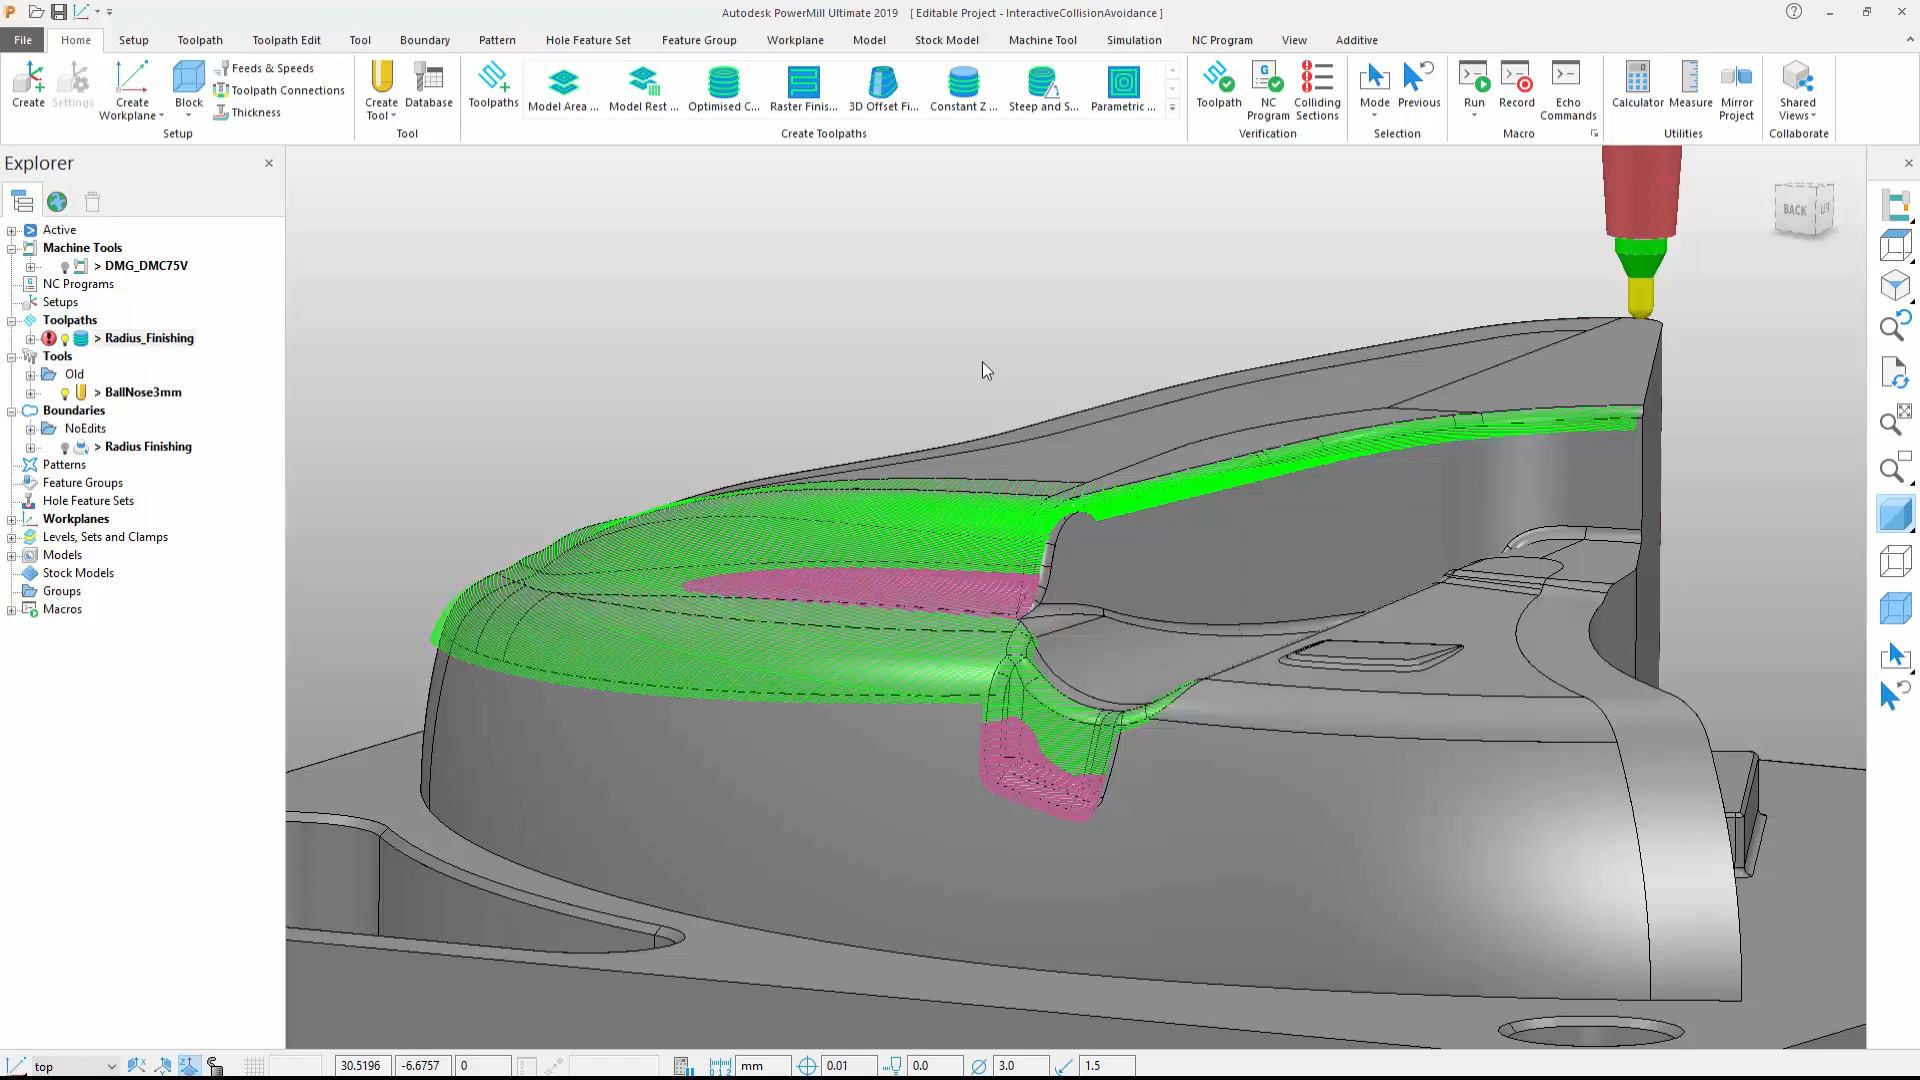 Autodesk PowerMill Ultimate 2019 [ Editable Project - InteractiveCollisionAvoidance ]
File Home Setup Toolpath Toolpath Edit Tool Boundary Pattern Hole Feature Set Feature Group Workplane Model Stock Model Machine Tool Simulation NC Program View Additive
Create
Settings
Create
Workplane
Block
Feeds & Speeds
Toolpath Connections
Thickness
Setup
Create
Tool
Database
Tool
Toolpaths
Model Area ...
Model Rest ...
Optimised C...
Raster Finis...
3D Offset Fi...
Constant Z ...
Steep and S...
Parametric ...
Create Toolpaths
Toolpath
NC
Program
Colliding
Sections
Verification
Mode
Previous
Selection
Run
Record
Echo
Commands
Macro
Calculator
Measure
Mirror
Project
Utilities
Shared
Views
Collaborate
Explorer
Active
Machine Tools
> DMG_DMC75V
NC Programs
Setups
Toolpaths
> Radius_Finishing
Tools
Old
> BallNose3mm
Boundaries
NoEdits
> Radius Finishing
Patterns
Feature Groups
Hole Feature Sets
Workplanes
Levels, Sets and Clamps
Models
Stock Models
Groups
Macros
BACK
top 30.5196 -6.6757 0 mm 0.01 0.0 3.0 1.5